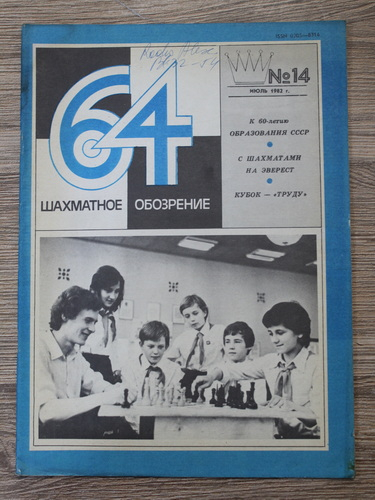 №14
ИЮЛЬ 1982 г.
64
ШАХМАТНОЕ ОБОЗРЕНИЕ
К 60-летию
ОБРАЗОВАНИЯ СССР
С ШАХМАТАМИ
НА ЭВЕРЕСТ
КУБОК — «ТРУДУ»